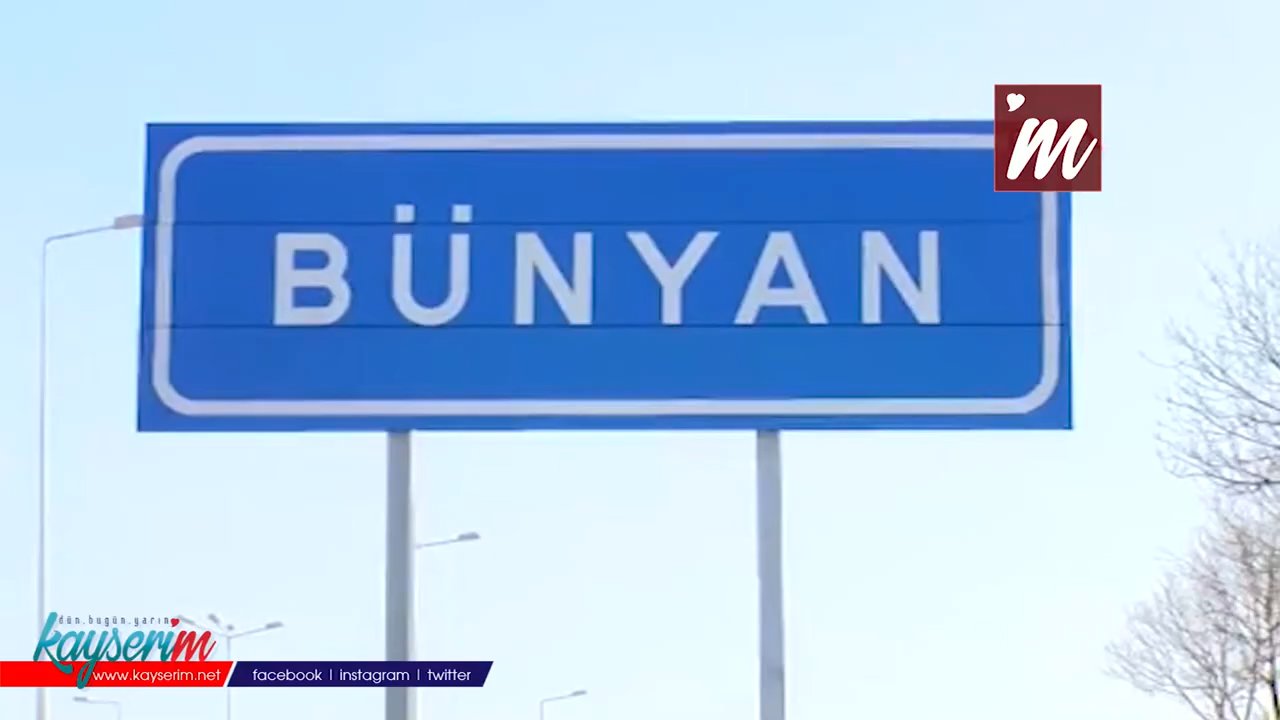 BÜNYAN
'm
dün.bugün.yarın
kayserim
www.kayserim.net
facebook | instagram | twitter